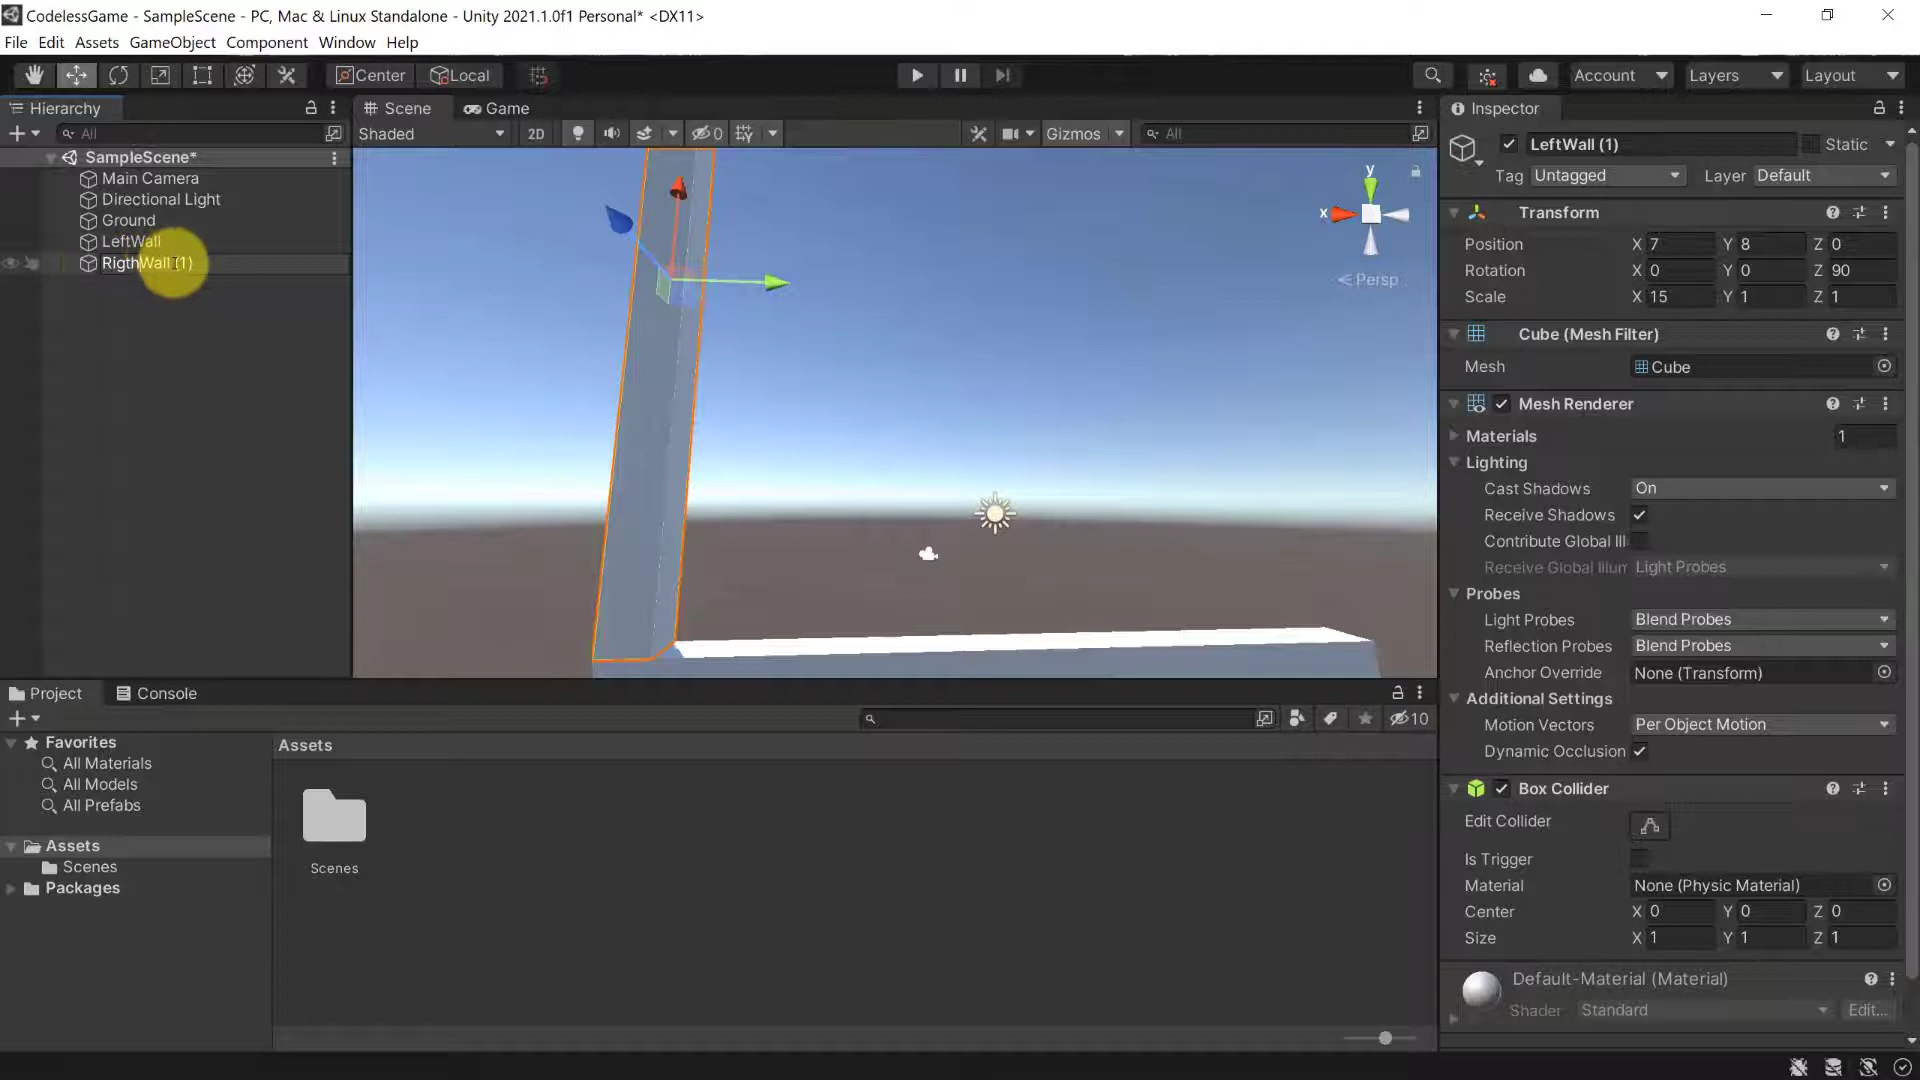 CodelessGame - SampleScene - PC, Mac & Linux Standalone - Unity 2021.1.0f1 Personal* <DX11>
File Edit Assets GameObject Component Window Help
Center Local Account Layers Layout
Hierarchy
All
SampleScene*
Main Camera
Directional Light
Ground
LeftWall
RigthWall (1)
Scene Game
Shaded 2D 0 Gizmos All
y
x
Persp
Inspector
LeftWall (1) Static
Tag Untagged Layer Default
Transform
Position X 7 Y 8 Z 0
Rotation X 0 Y 0 Z 90
Scale X 15 Y 1 Z 1
Cube (Mesh Filter)
Mesh Cube
Mesh Renderer
Materials 1
Lighting
Cast Shadows On
Receive Shadows
Contribute Global Ill
Receive Global Illum Light Probes
Probes
Light Probes Blend Probes
Reflection Probes Blend Probes
Anchor Override None (Transform)
Additional Settings
Motion Vectors Per Object Motion
Dynamic Occlusion
Box Collider
Edit Collider
Is Trigger
Material None (Physic Material)
Center X 0 Y 0 Z 0
Size X 1 Y 1 Z 1
Default-Material (Material)
Shader Standard Edit...
Project Console
10
Favorites
All Materials
All Models
All Prefabs
Assets
Scenes
Packages
Assets
Scenes